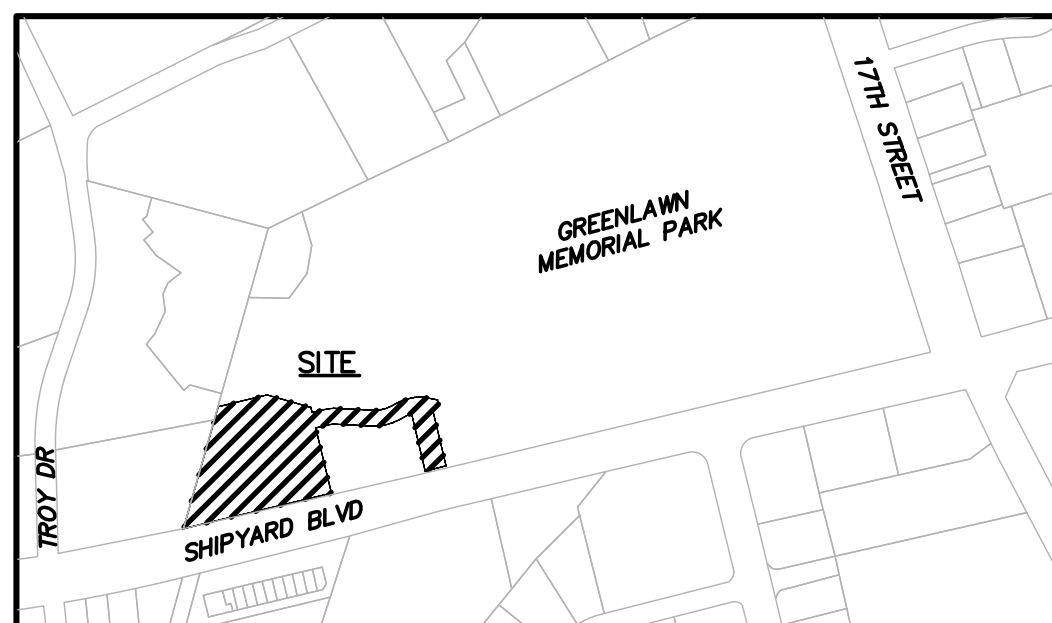 17TH STREET
GREENLAWN
MEMORIAL PARK
SITE
TROY DR
SHIPYARD BLVD